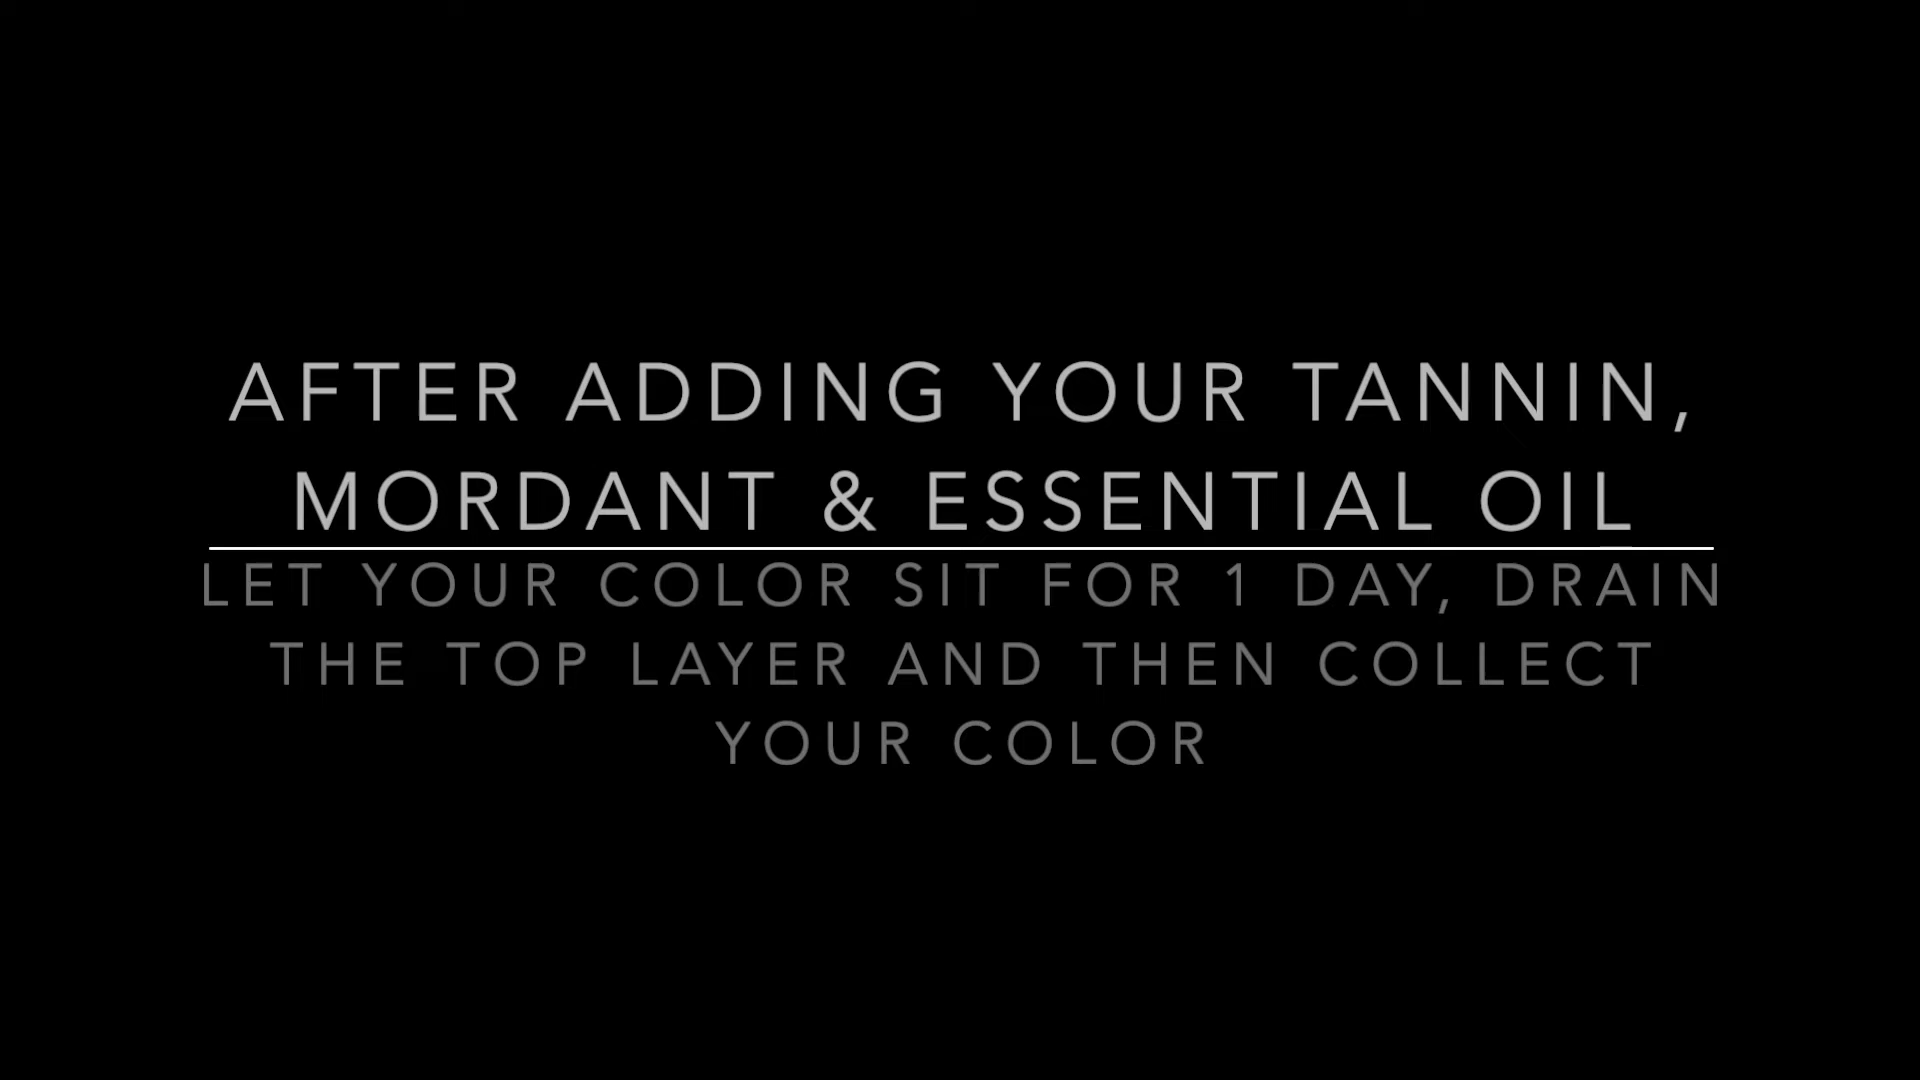 AFTER ADDING YOUR TANNIN,
MORDANT & ESSENTIAL OIL
LET YOUR COLOR SIT FOR 1 DAY, DRAIN
THE TOP LAYER AND THEN COLLECT
YOUR COLOR